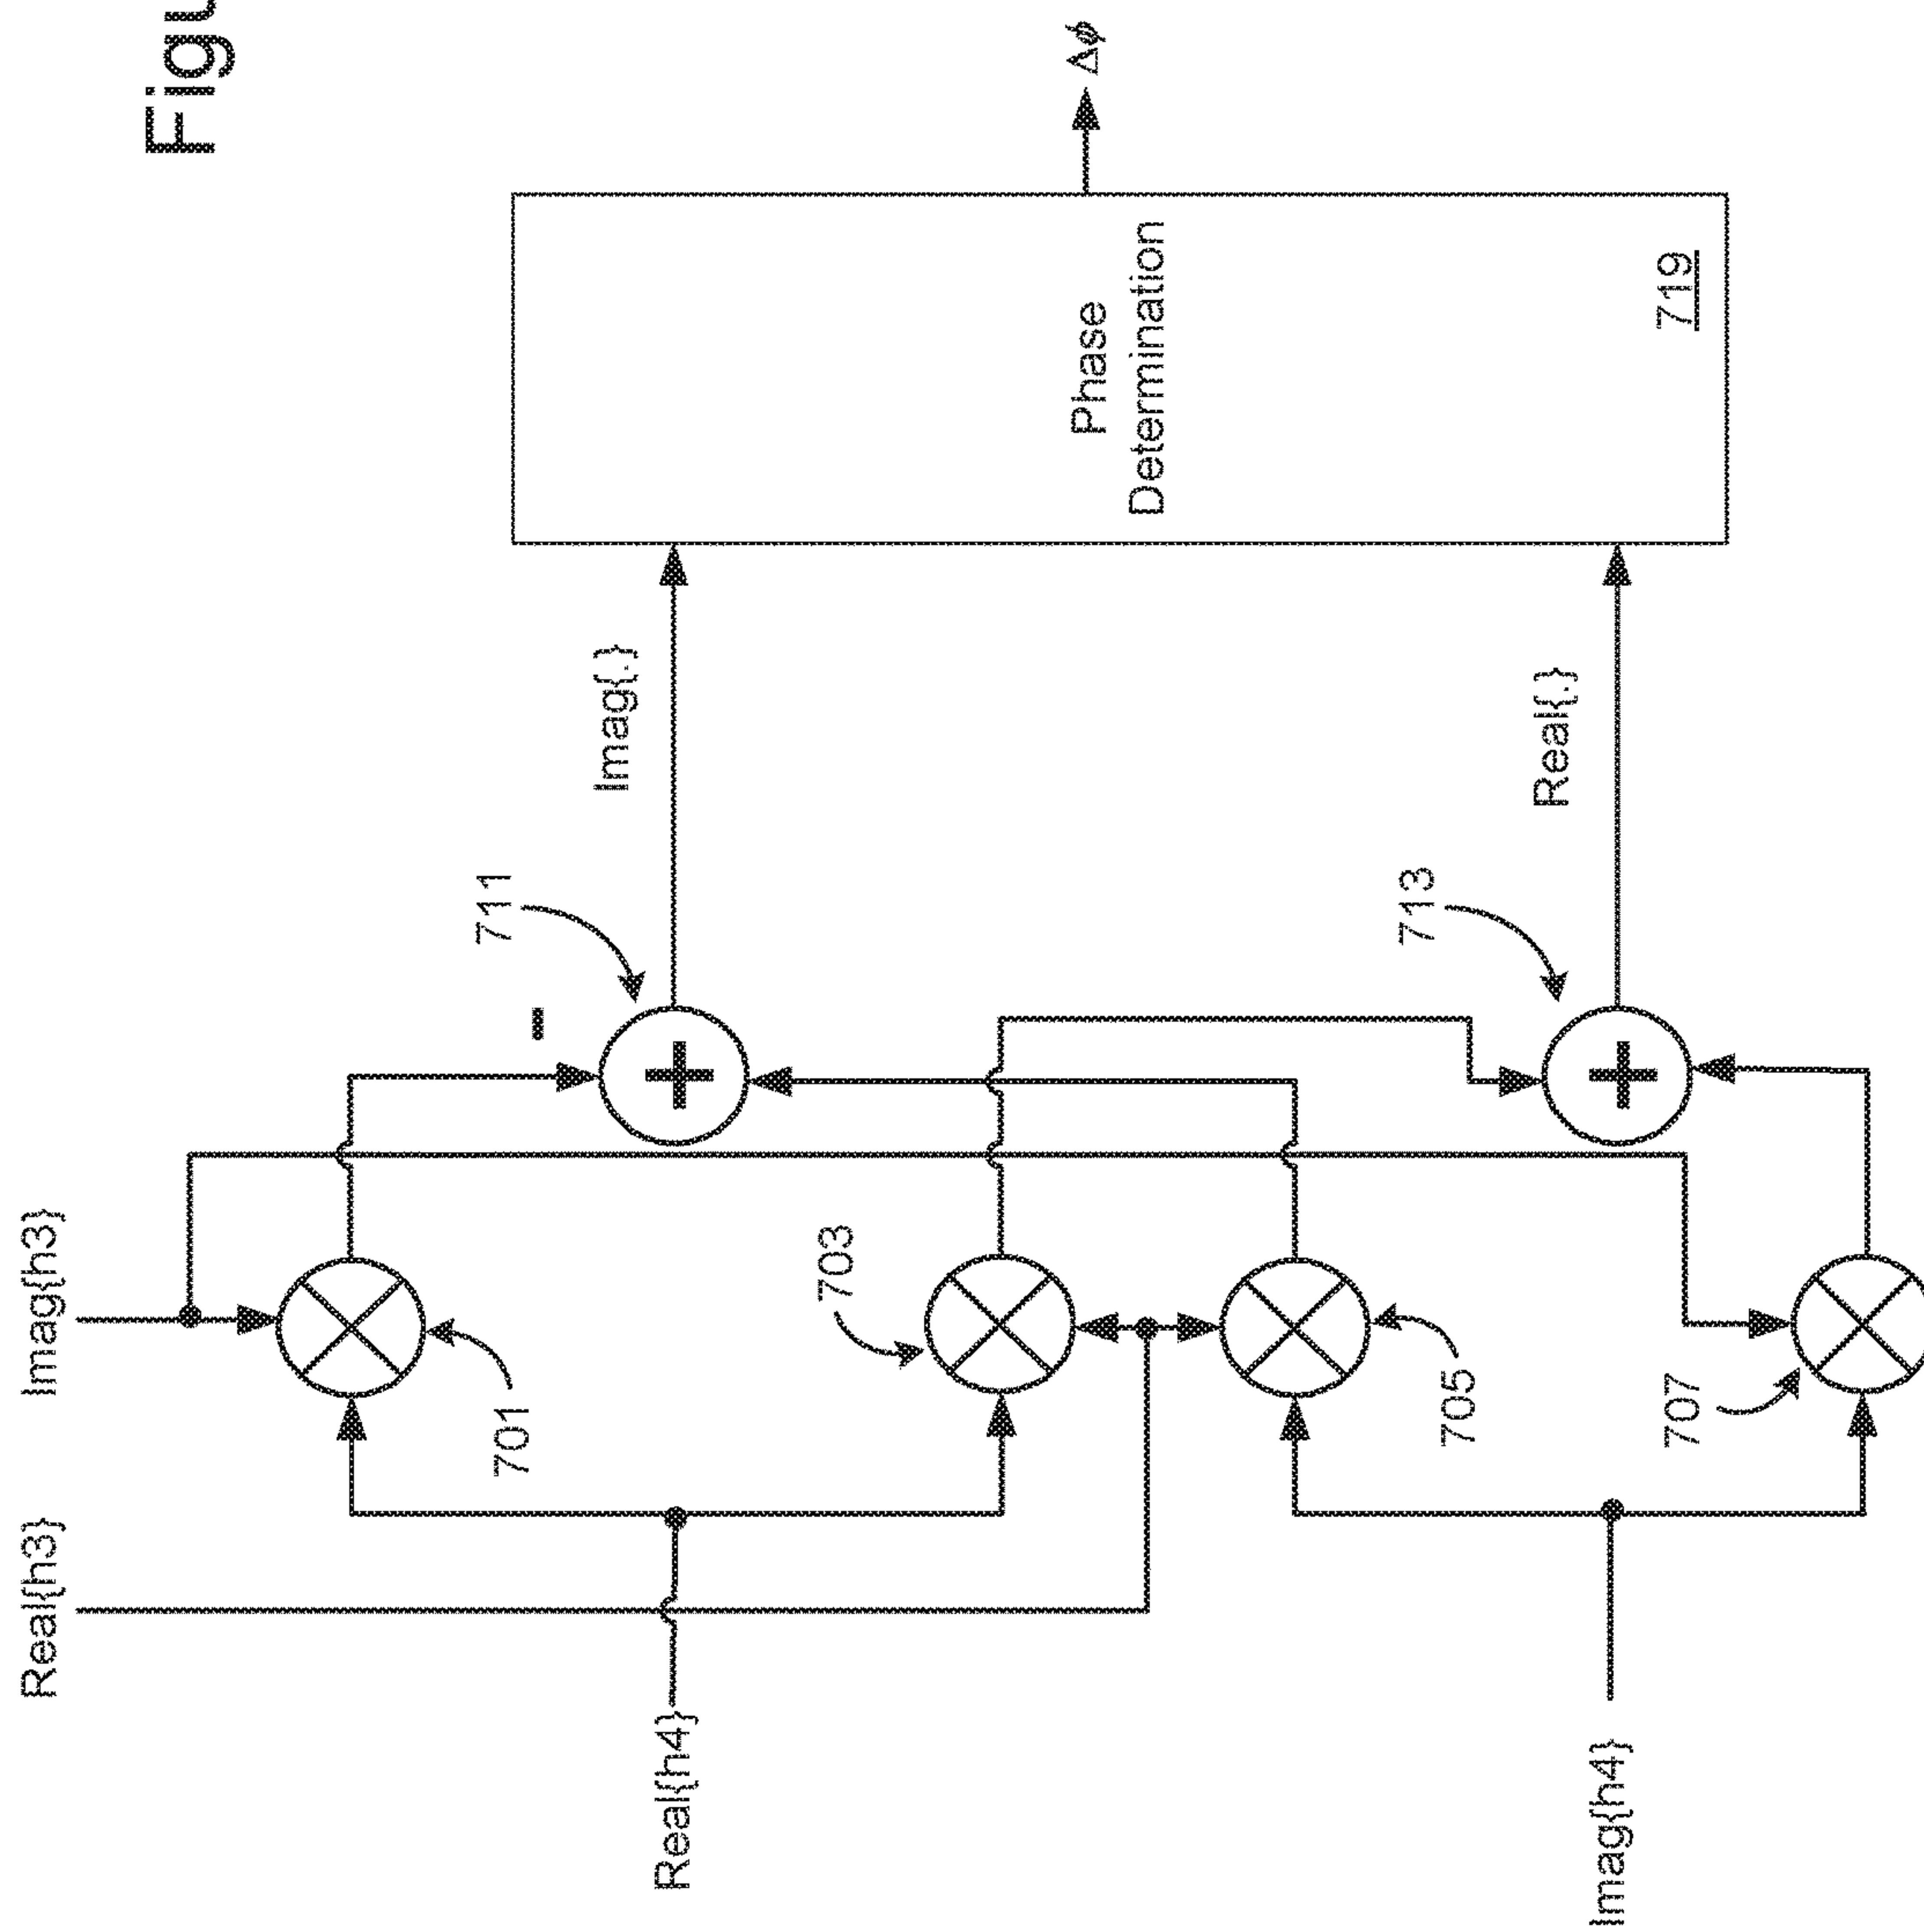 Figu
Imag{h3}
Real{h3}
Real{h4}
Imag{h4}
701
703
705
707
-
+
711
+
713
Imag{.}
Real{.}
Phase
Determination
719
Δϕ